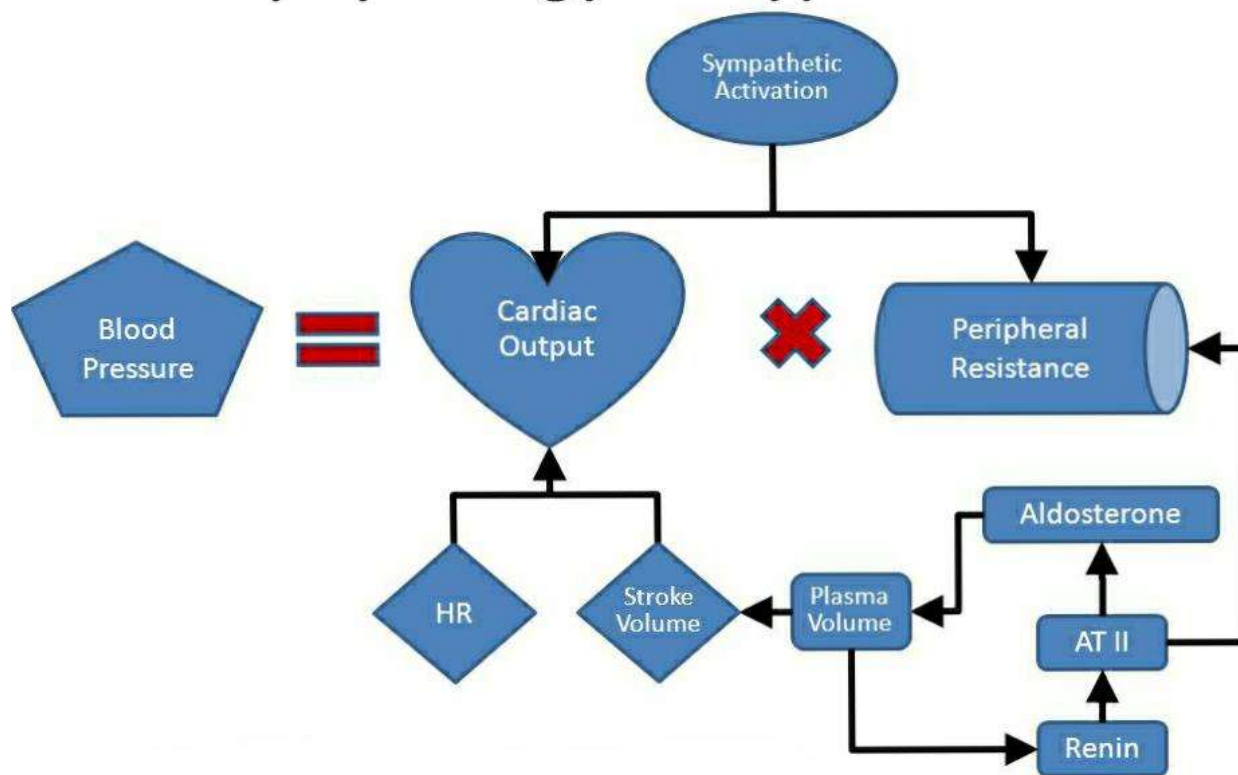 Sympathetic
Activation
Blood
Pressure
Cardiac
Output
Peripheral
Resistance
Aldosterone
HR
Stroke
Volume
Plasma
Volume
AT II
Renin